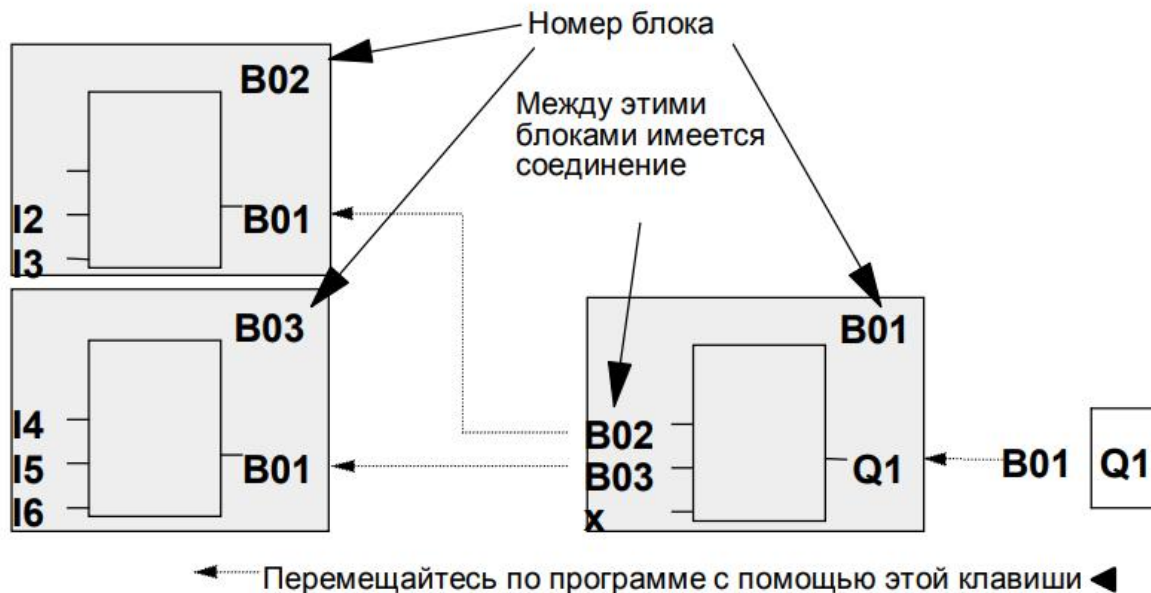 Номер блока
B02
Между этими
блоками имеется
соединение
I2
B01
I3
B03
B01
I4
I5
B01
I6
B02
B03
x
Q1
B01
Q1
Перемещайтесь по программе с помощью этой клавиши